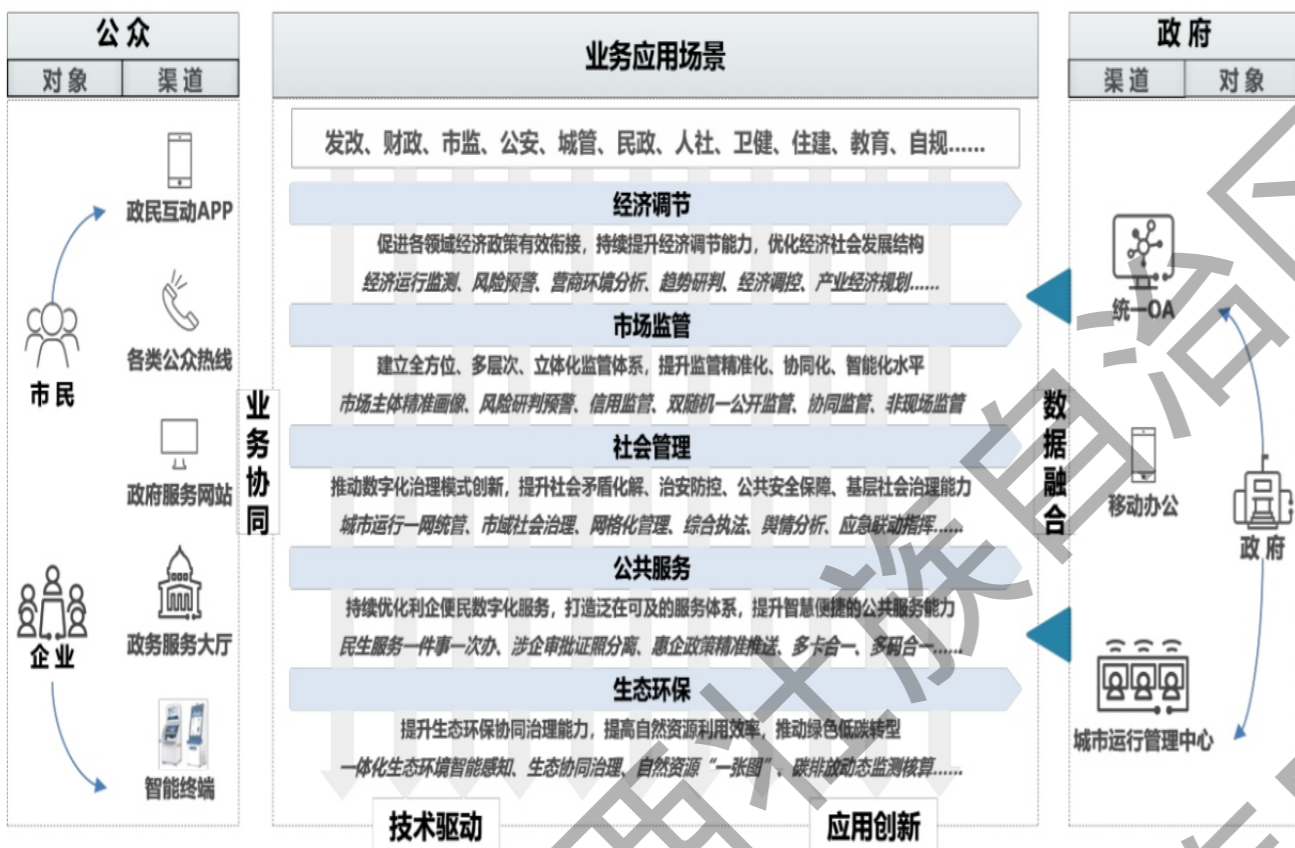 公众
对象 渠道
政民互动APP
各类公众热线
市民
政府服务网站
政务服务大厅
企业
智能终端
业务协同
业务应用场景
发改、财政、市监、公安、城管、民政、人社、卫健、住建、教育、自规......
经济调节
促进各领域经济政策有效衔接，持续提升经济调节能力，优化经济社会发展结构
经济运行监测、风险预警、营商环境分析、趋势研判、经济调控、产业经济规划......
市场监管
建立全方位、多层次、立体化监管体系，提升监管精准化、协同化、智能化水平
市场主体精准画像、风险研判预警、信用监管、双随机一公开监管、协同监管、非现场监管
社会管理
推动数字化治理模式创新，提升社会矛盾化解、治安防控、公共安全保障、基层社会治理能力
城市运行一网统管、市域社会治理、网格化管理、综合执法、舆情分析、应急联动指挥......
公共服务
持续优化利企便民数字化服务，打造泛在可及的服务体系，提升智慧便捷的公共服务能力
民生服务一件事一次办、涉企审批证照分离、惠企政策精准推送、多卡合一、多码合一......
生态环保
提升生态环保协同治理能力，提高自然资源利用效率，推动绿色低碳转型
一体化生态环境智能感知、生态协同治理、自然资源“一张图”、碳排放动态监测核算......
技术驱动 应用创新
数据融合
政府
渠道 对象
统一OA
移动办公
政府
城市运行管理中心
西壮族自治区